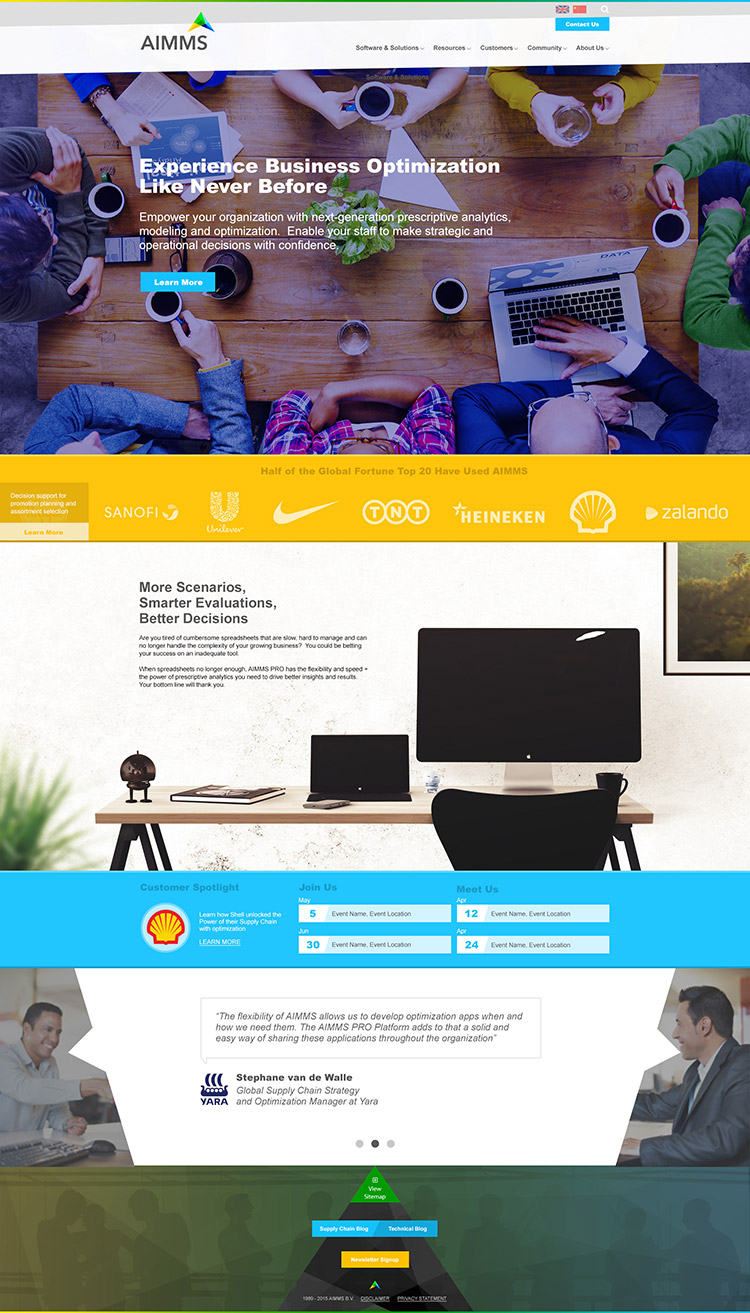 Contact Us
AIMMS
Software & Solutions
Resources
Customers
Community
About Us
Software & Solutions
DATA
Experience Business Optimization
Like Never Before
Empower your organization with next-generation prescriptive analytics,
modeling and optimization. Enable your staff to make strategic and
operational decisions with confidence.
Learn More
Half of the Global Fortune Top 20 Have Used AIMMS
Decision support for
promotion planning and
assortment selection
Learn More
SANOFI
Unilever
TNT
HEINEKEN
zalando
More Scenarios,
Smarter Evaluations,
Better Decisions
Are you tired of cumbersome spreadsheets that are slow, hard to manage and can
no longer handle the complexity of your growing business? You could be betting
your success on an inadequate tool.
When spreadsheets no longer enough, AIMMS PRO has the flexibility and speed +
the power of prescriptive analytics you need to drive better insights and results.
Your bottom line will thank you.
Customer Spotlight
Learn how Shell unlocked the
Power of their Supply Chain
with optimization
LEARN MORE
Join Us
May
5 Event Name, Event Location
Jun
30 Event Name, Event Location
Meet Us
Apr
12 Event Name, Event Location
Apr
24 Event Name, Event Location
“The flexibility of AIMMS allows us to develop optimization apps when and
how we need them. The AIMMS PRO Platform adds to that a solid and
easy way of sharing these applications throughout the organization”
YARA
Stephane van de Walle
Global Supply Chain Strategy
and Optimization Manager at Yara
View
Sitemap
Supply Chain Blog
Technical Blog
Newsletter Signup
1989 - 2015 AIMMS B.V.
DISCLAIMER
PRIVACY STATEMENT